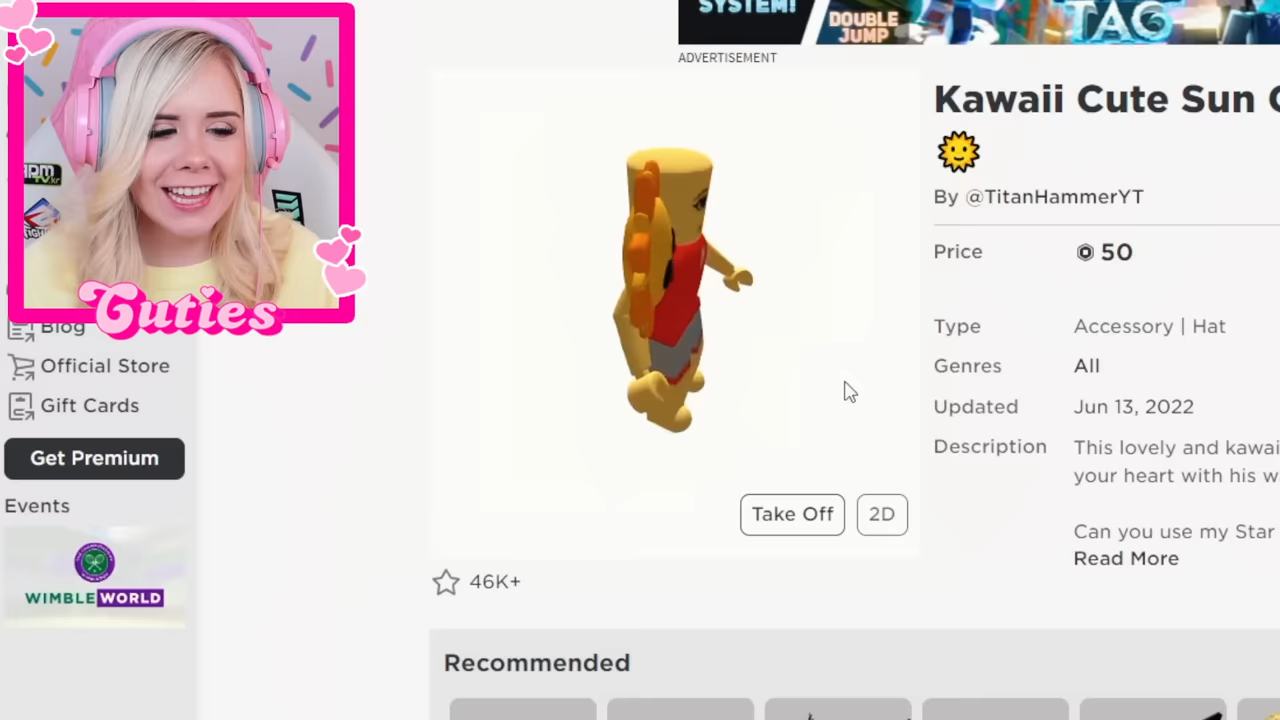 SYSTEM!
DOUBLE
JUMP
TAG
ADVERTISEMENT
Kawaii Cute Sun
By @TitanHammerYT
Price
50
Type
Accessory | Hat
Genres
All
Updated
Jun 13, 2022
Description
This lovely and kawai
your heart with his w
Can you use my Star
Read More
Cuties
Blog
Official Store
Gift Cards
Get Premium
Events
WIMBLEWORLD
Take Off
2D
46K+
Recommended